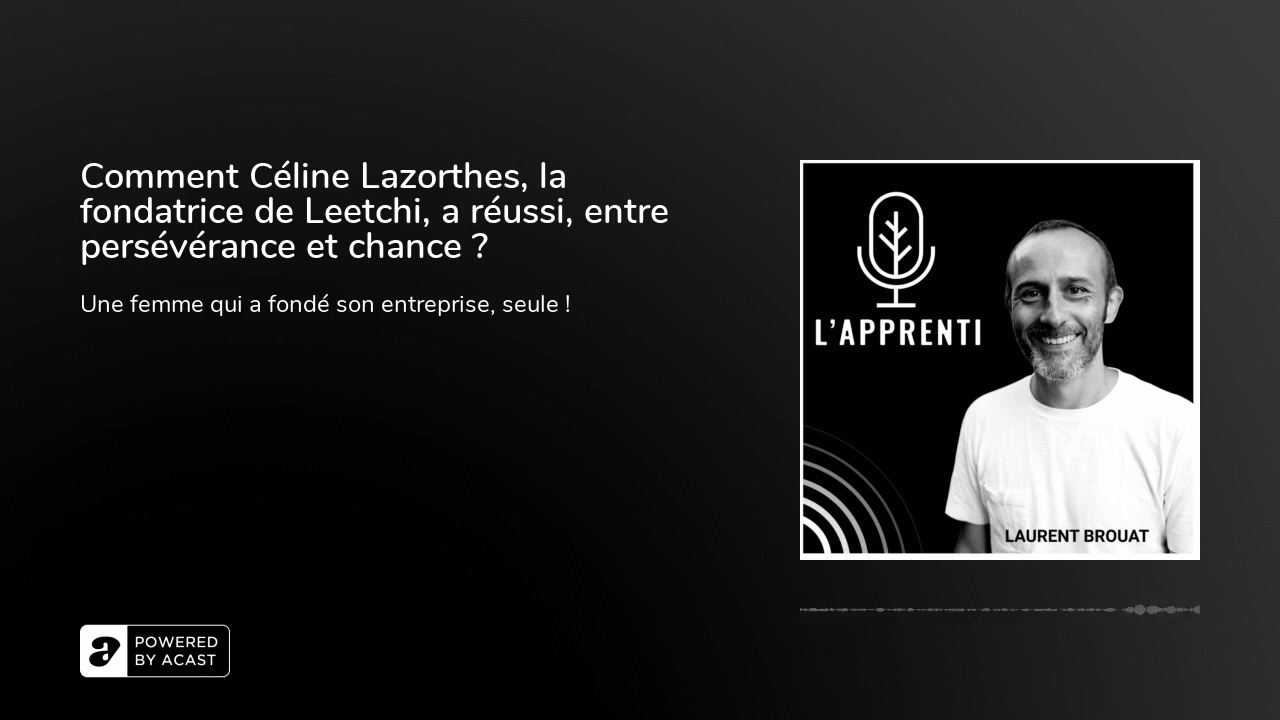 Comment Céline Lazorthes, la
fondatrice de Leetchi, a réussi, entre
persévérance et chance ?
Une femme qui a fondé son entreprise, seule !
L'APPRENTI
LAURENT BROUAT
a POWERED
BY ACAST